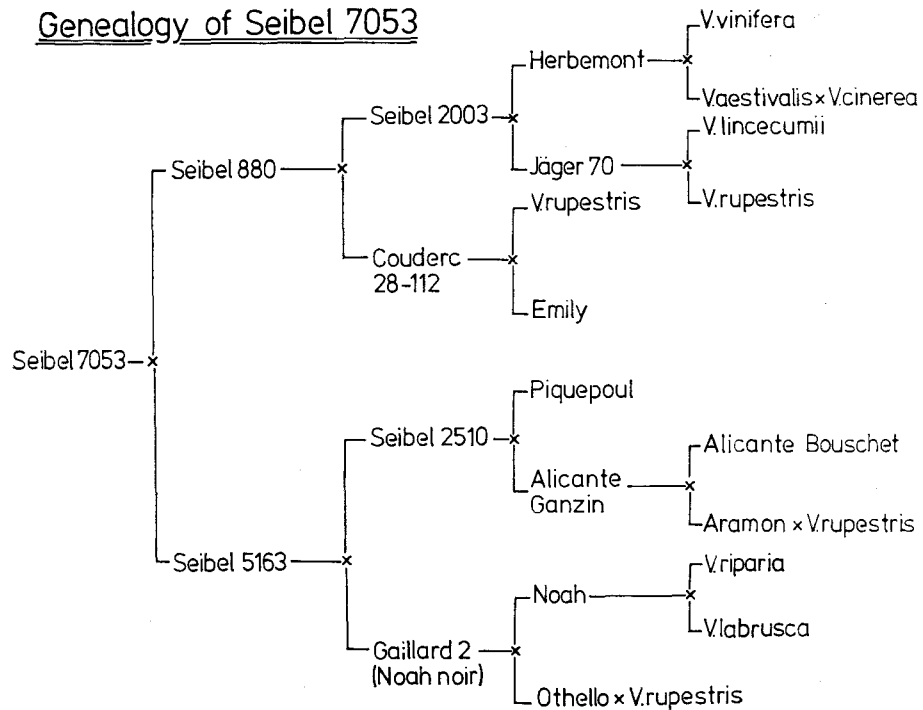 Genealogy of Seibel 7053
V.vinifera
Herbemont
V.aestivalis x V.cinerea
Seibel 2003
V.lincecumii
Jäger 70
Seibel 880
V.rupestris
V.rupestris
Couderc
28-112
Emily
Seibel 7053
Piquepoul
Seibel 2510
Alicante Bouschet
Alicante
Ganzin
Aramon x V.rupestris
Seibel 5163
V.riparia
Noah
V.labrusca
Gaillard 2
(Noah noir)
Othello x V.rupestris